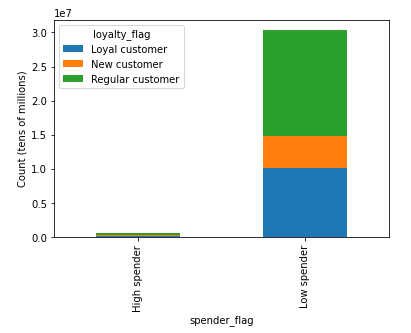 1e7
loyalty_flag
Loyal customer
New customer
Regular customer
3.0
2.5
2.0
1.5
1.0
0.5
0.0
Count (tens of millions)
High spender
Low spender
spender_flag